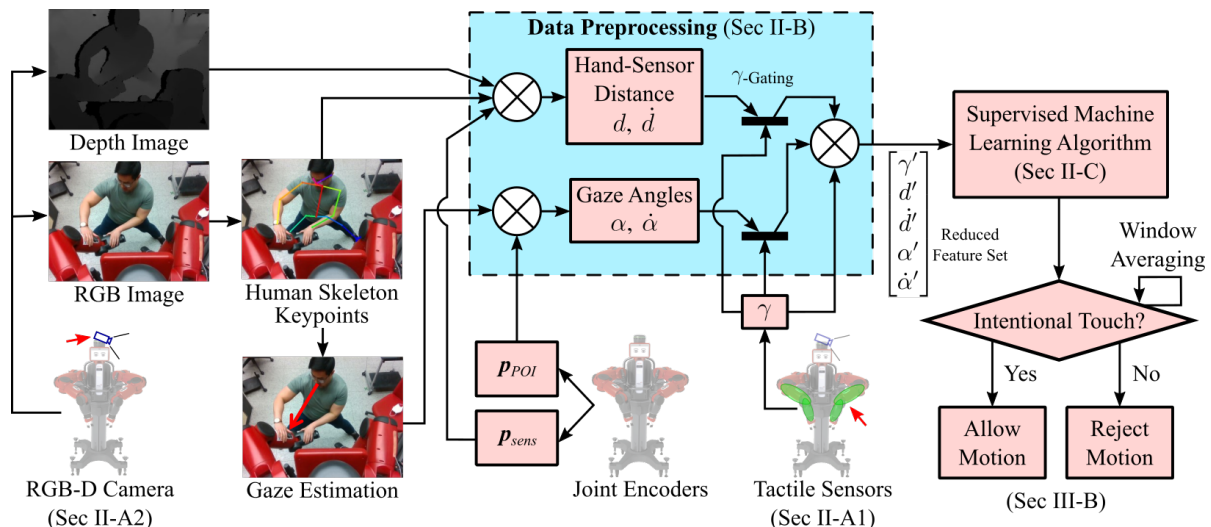 Data Preprocessing (Sec II-B)
Depth Image
RGB Image
RGB-D Camera
(Sec II-A2)
Human Skeleton
Keypoints
Gaze Estimation
Hand-Sensor
Distance
d, ḋ
γ-Gating
Gaze Angles
α, α̇
p_POI
p_sens
Joint Encoders
γ
Tactile Sensors
(Sec II-A1)
γ′
d′
ḋ′
α′
α̇′
Reduced
Feature Set
Supervised Machine
Learning Algorithm
(Sec II-C)
Window
Averaging
Intentional Touch?
Yes
No
Allow
Motion
Reject
Motion
(Sec III-B)